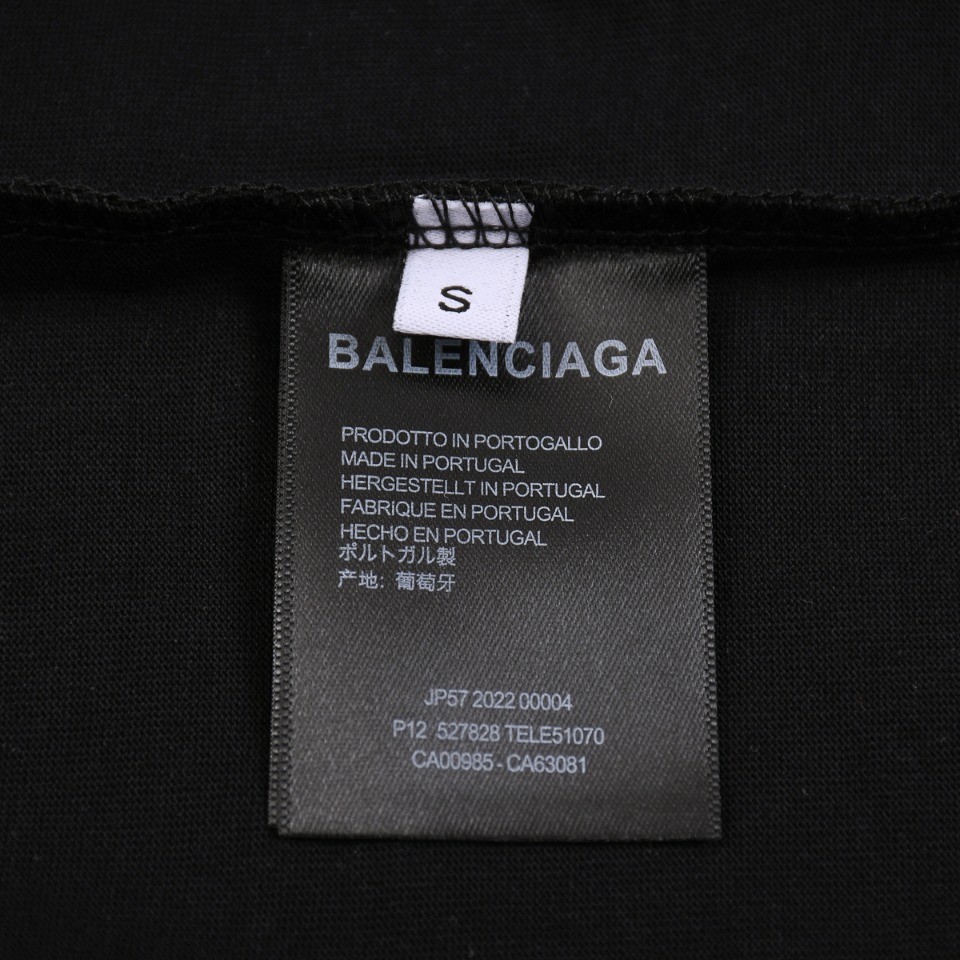 S
BALENCIAGA
PRODOTTO IN PORTOGALLO
MADE IN PORTUGAL
HERGESTELLT IN PORTUGAL
FABRIQUE EN PORTUGAL
HECHO EN PORTUGAL
ポルトガル製
产地: 葡萄牙
JP57 2022 00004
P12 527828 TELE51070
CA00985 - CA63081